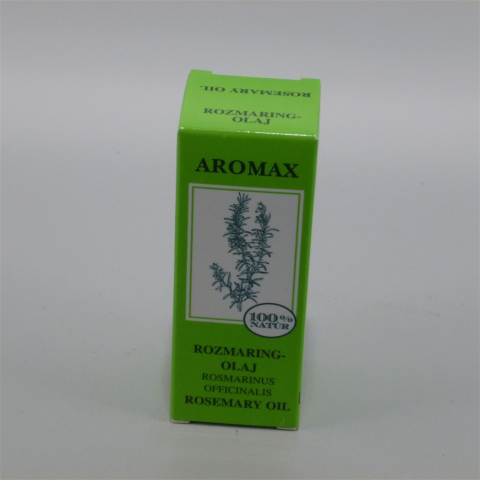 ROSEMARY OIL
ROZMARING-
OLAJ
AROMAX
100%
NATUR
ROZMARING-
OLAJ
ROSMARINUS
OFFICINALIS
ROSEMARY OIL